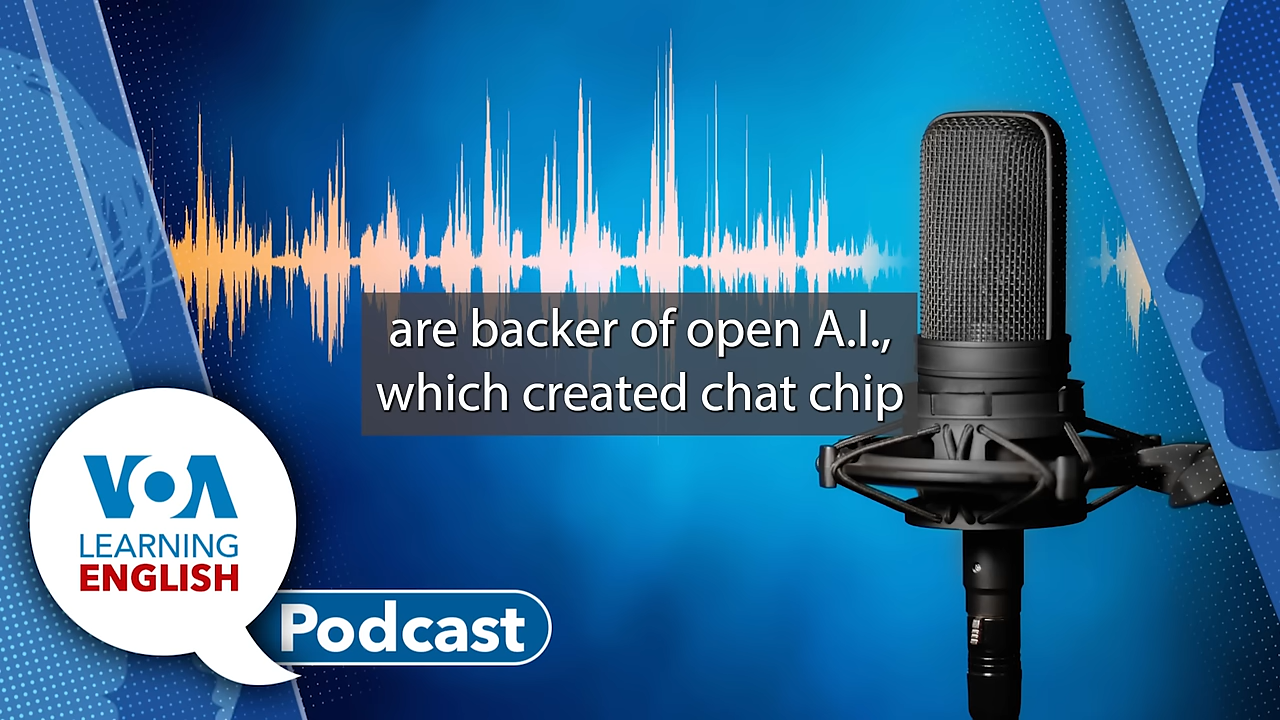 are backer of open A.I.,
which created chat chip
VOA
LEARNING
ENGLISH
Podcast